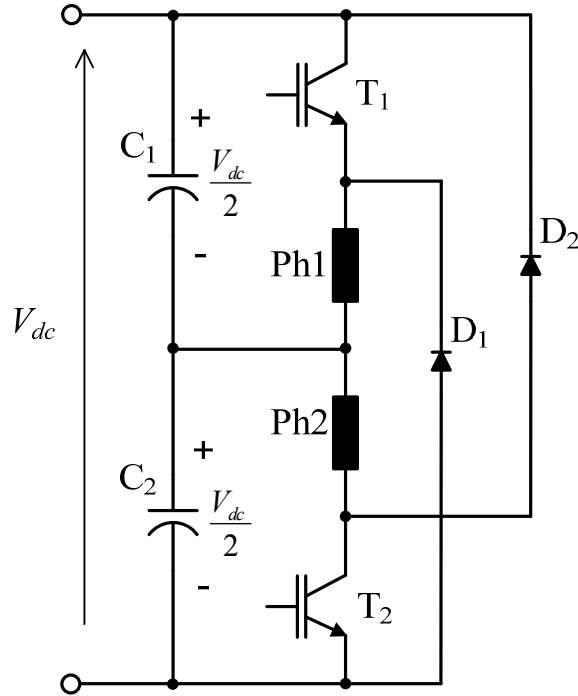 T₁
+
C₁
V_dc/2
-
Ph1
D₂
V_dc
D₁
Ph2
+
C₂
V_dc/2
-
T₂